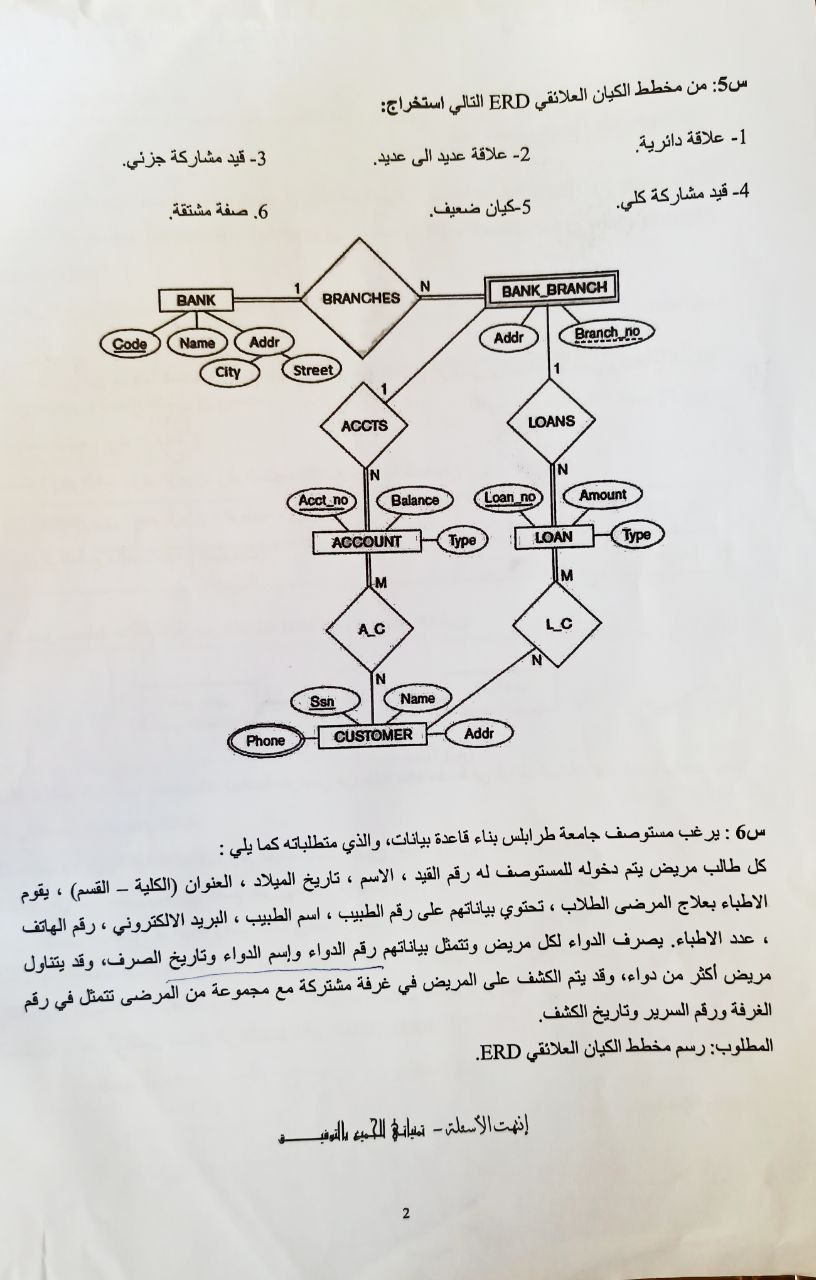 س5: من مخطط الكيان العلائقي ERD التالي استخراج:
1- علاقة دائرية. 2- علاقة عديد الى عديد. 3- قيد مشاركة جزئي.
4- قيد مشاركة كلي. 5-كيان ضعيف. 6. صفة مشتقة.
BANK 1 BRANCHES N BANK_BRANCH
Code Name Addr Addr Branch_no
City Street
1 1
ACCTS LOANS
N N
Acct_no Balance Loan_no Amount
ACCOUNT Type LOAN Type
M M
A_C L_C
N N
Ssn Name
Phone CUSTOMER Addr
س6 : يرغب مستوصف جامعة طرابلس بناء قاعدة بيانات، والذي متطلباته كما يلي :
كل طالب مريض يتم دخوله للمستوصف له رقم القيد ، الاسم ، تاريخ الميلاد ، العنوان (الكلية – القسم) ، يقوم
الاطباء بعلاج المرضى الطلاب ، تحتوي بياناتهم على رقم الطبيب ، اسم الطبيب ، البريد الالكتروني ، رقم الهاتف
، عدد الاطباء. يصرف الدواء لكل مريض وتتمثل بياناتهم رقم الدواء وإسم الدواء وتاريخ الصرف، وقد يتناول
مريض أكثر من دواء، وقد يتم الكشف على المريض في غرفة مشتركة مع مجموعة من المرضى تتمثل في رقم
الغرفة ورقم السرير وتاريخ الكشف.
المطلوب: رسم مخطط الكيان العلائقي ERD.
إنتهت الأسئلة – تمنياتي للجميع بالتوفيق
2